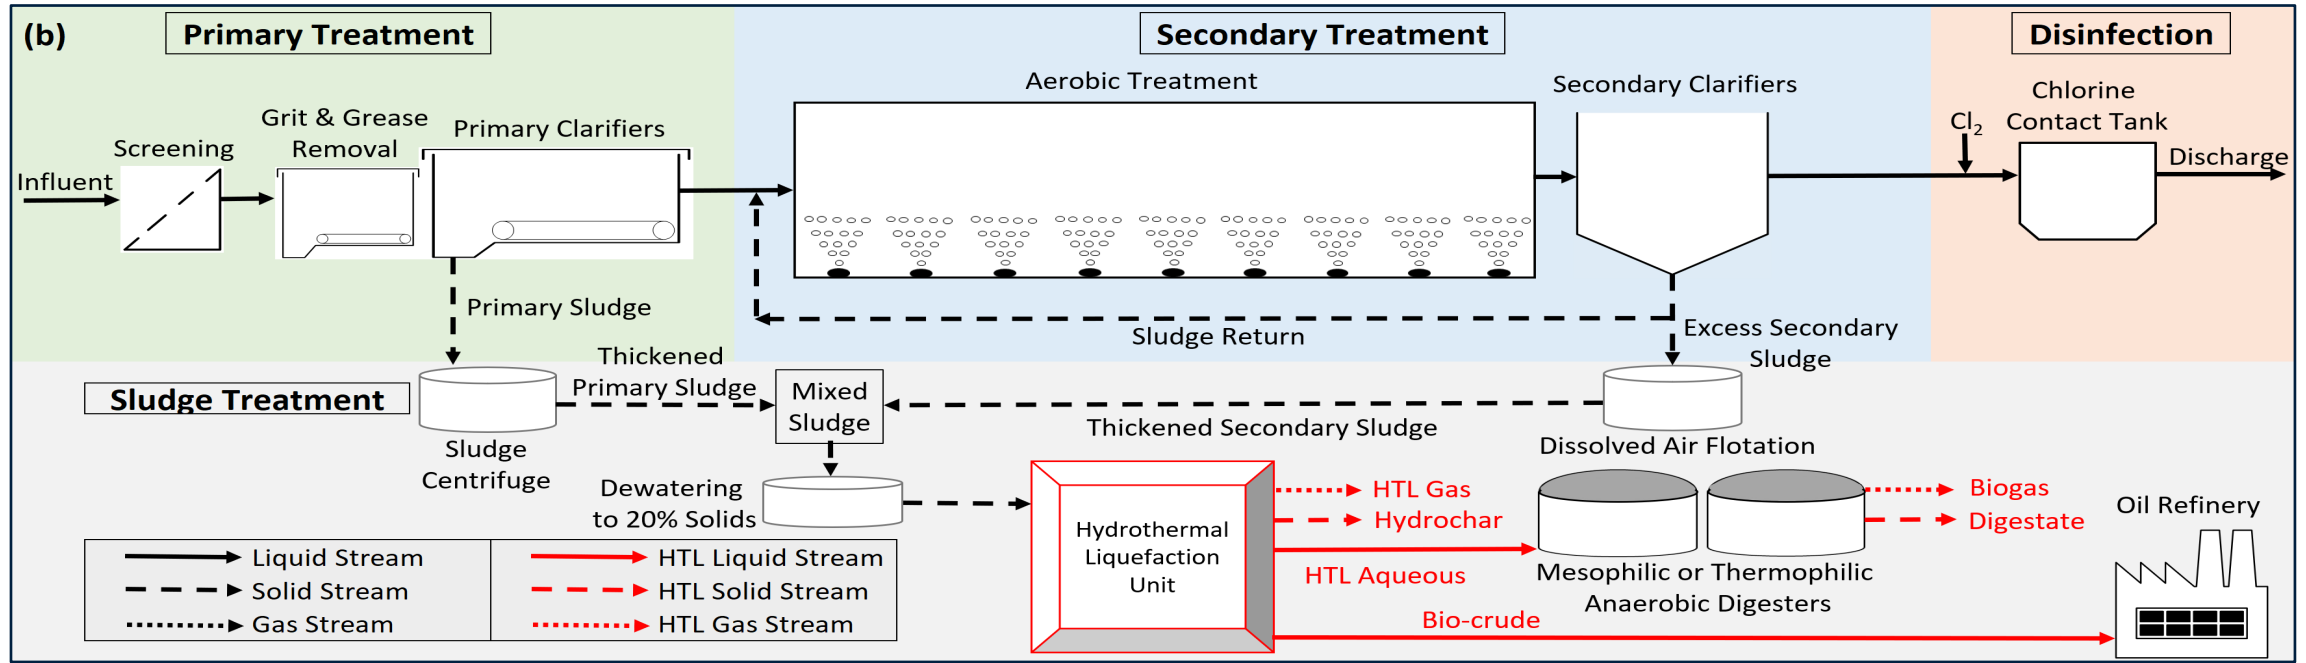 (b)
Primary Treatment
Secondary Treatment
Disinfection
Aerobic Treatment
Secondary Clarifiers
Chlorine
Contact Tank
Cl₂
Grit & Grease
Removal
Primary Clarifiers
Screening
Influent
Discharge
Primary Sludge
Sludge Return
Excess Secondary
Sludge
Sludge Treatment
Thickened
Primary Sludge
Mixed
Sludge
Thickened Secondary Sludge
Dissolved Air Flotation
Sludge
Centrifuge
Dewatering
to 20% Solids
Hydrothermal
Liquefaction
Unit
HTL Gas
Hydrochar
HTL Aqueous
Bio-crude
Mesophilic or Thermophilic
Anaerobic Digesters
Biogas
Digestate
Oil Refinery
Liquid Stream
Solid Stream
Gas Stream
HTL Liquid Stream
HTL Solid Stream
HTL Gas Stream